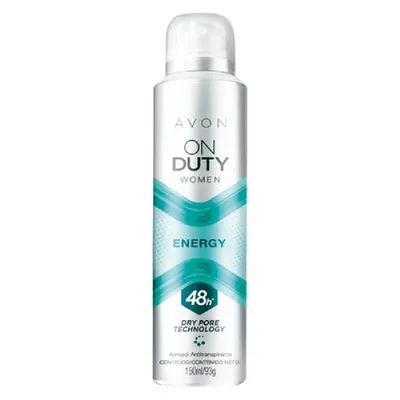 AVON
ON
DUTY
WOMEN
ENERGY
48h*
DRY PORE
TECHNOLOGY
Aerosol Antitranspirante
CONTEÚDO/CONTENIDO NETO:
150ml/93g